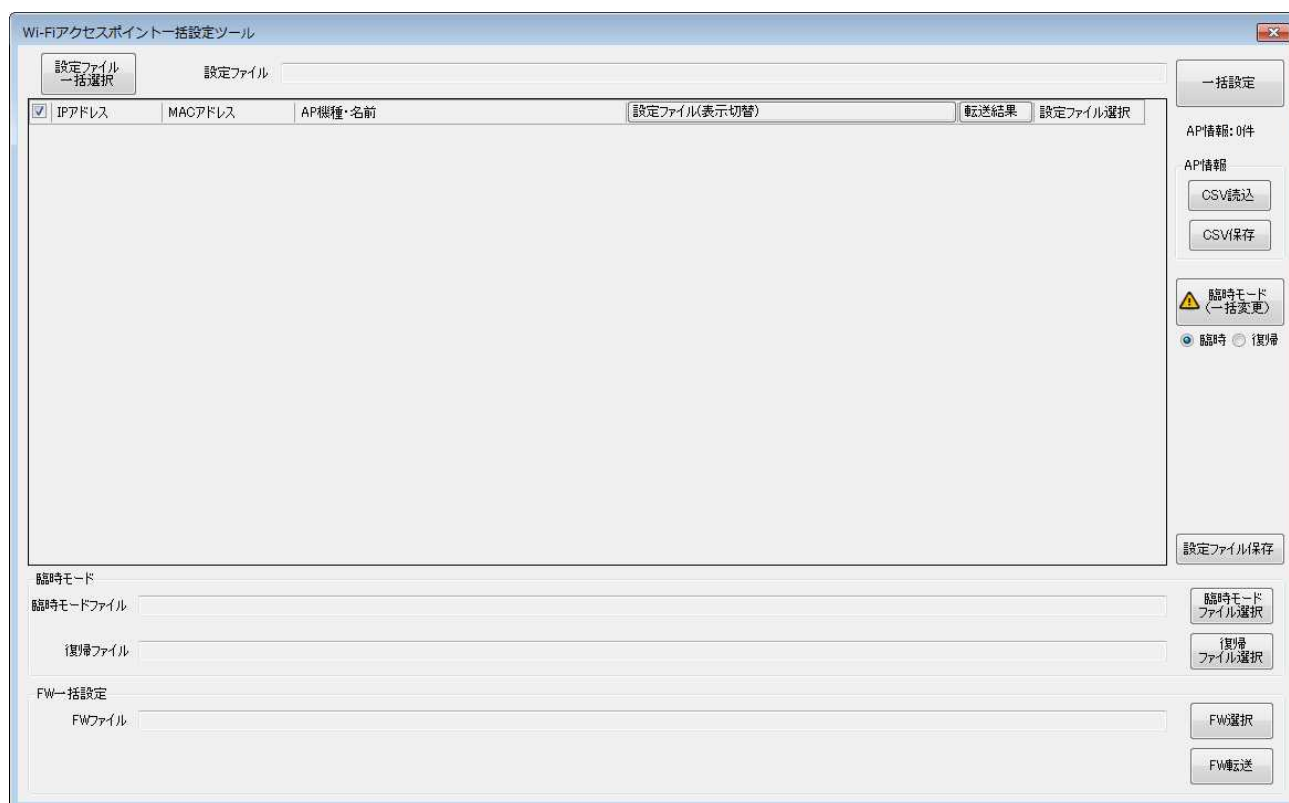 Wi-Fiアクセスポイント一括設定ツール
設定ファイル
一括選択
設定ファイル
一括設定
IPアドレス MACアドレス AP機種・名前 設定ファイル(表示切替) 転送結果 設定ファイル選択
AP情報:0件
AP情報
CSV読込
CSV保存
臨時モード
(一括変更)
臨時 復帰
設定ファイル保存
臨時モード
臨時モードファイル
臨時モード
ファイル選択
復帰ファイル
復帰
ファイル選択
FW一括設定
FWファイル
FW選択
FW転送